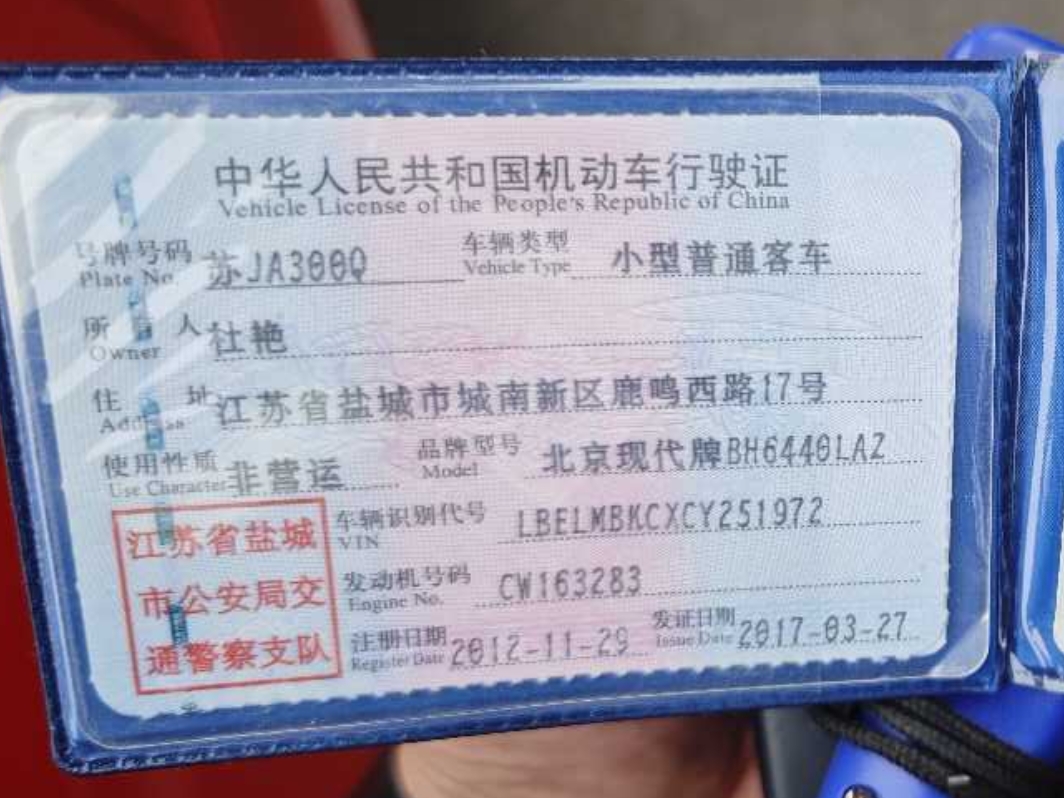 中华人民共和国机动车行驶证
Vehicle License of the People's Republic of China
号牌号码 苏JA300Q 车辆类型 小型普通客车
Plate No. Vehicle Type
所有人 杜艳
Owner
住址 江苏省盐城市城南新区鹿鸣西路17号
Address
使用性质 非营运 品牌型号 北京现代牌BH6440LAZ
Use Character Model
江苏省盐城
市公安局交
通警察支队
车辆识别代号 LBELMBKCXCY251972
VIN
发动机号码 CW163283
Engine No.
注册日期 2012-11-29 发证日期 2017-03-27
Register Date Issue Date